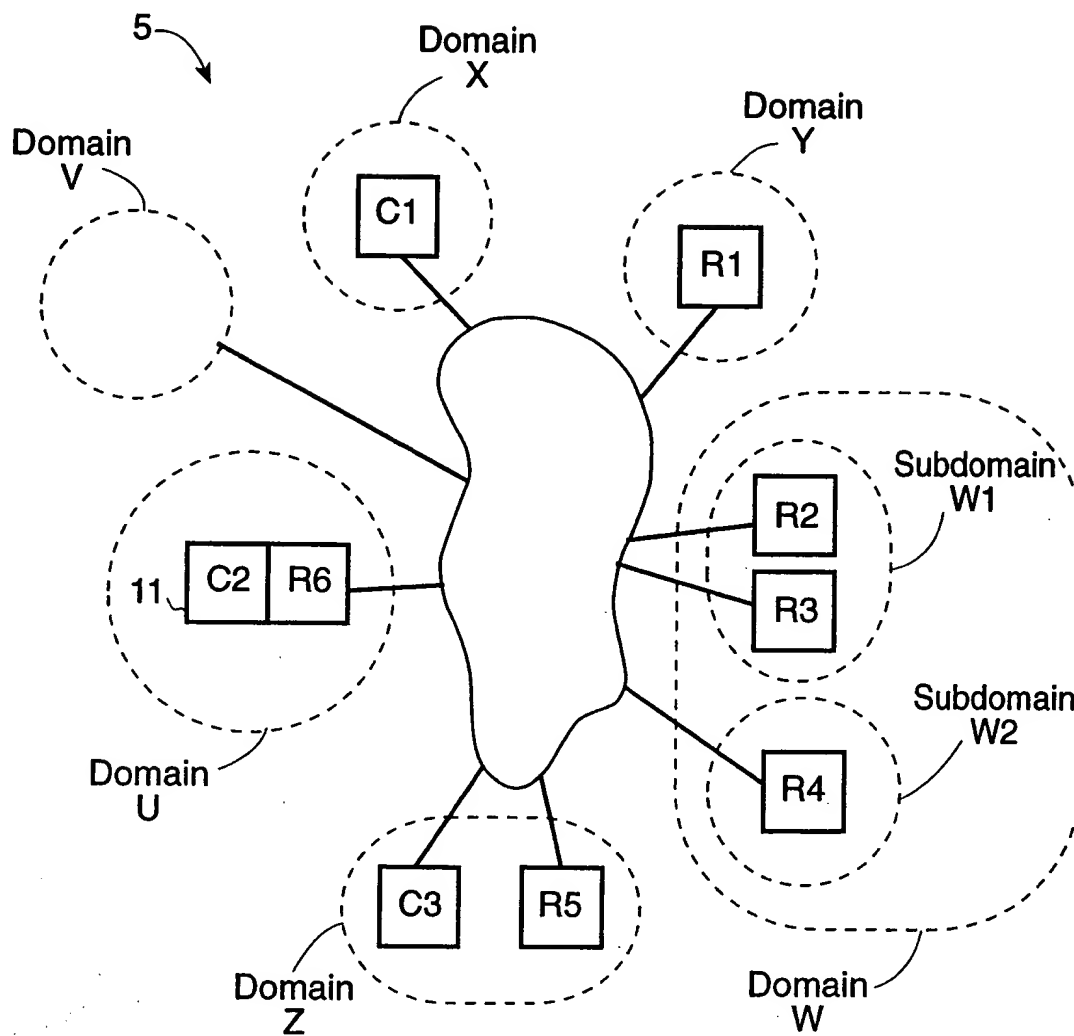 5
Domain
X
Domain
Y
Domain
V
C1
R1
Subdomain
W1
R2
R3
11
C2
R6
Subdomain
W2
R4
Domain
U
C3
R5
Domain
Z
Domain
W